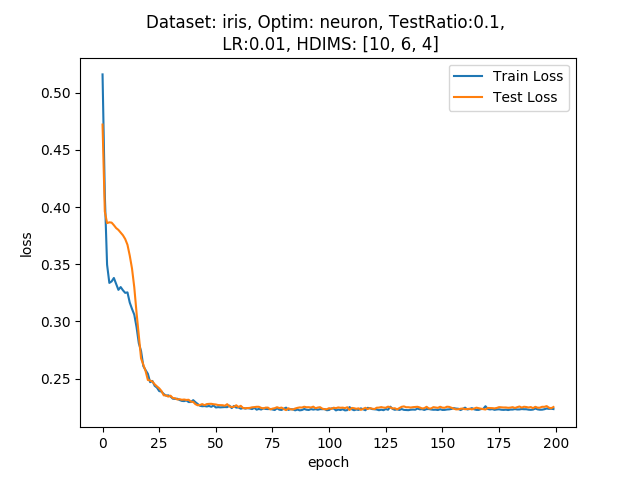 Dataset: iris, Optim: neuron, TestRatio:0.1,
LR:0.01, HDIMS: [10, 6, 4]
Train Loss
Test Loss
0.50
0.45
0.40
0.35
0.30
0.25
loss
0 25 50 75 100 125 150 175 200
epoch